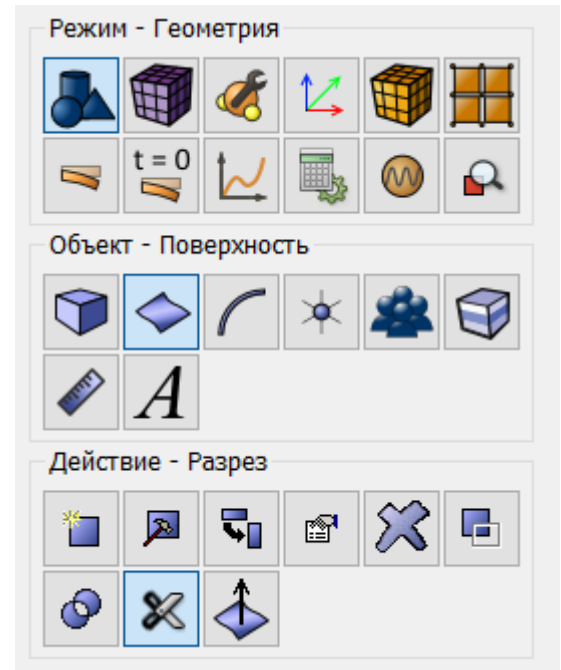 Режим - Геометрия
t = 0
Объект - Поверхность
A
Действие - Разрез